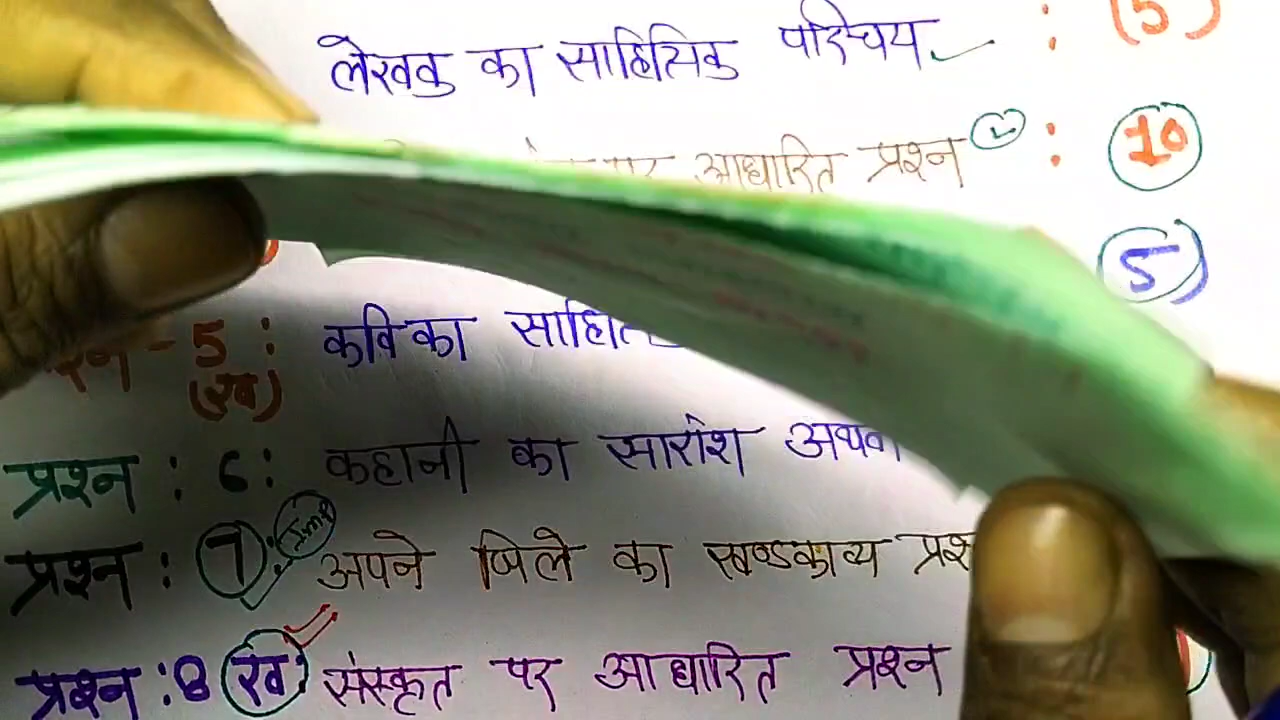 लेखक का साहित्यिक परिचय : (5)
आधारित प्रश्न : 10
5
5 : कवि का
(ख)
प्रश्न : 6 : कहानी का सारांश अथवा
प्रश्न : 7 : Imp अपने जिले का खण्डकाव्य
प्रश्न : 8 (ख) : संस्कृत पर आधारित प्रश्न